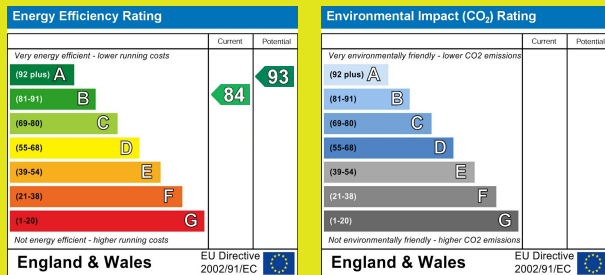 Energy Efficiency Rating
Current Potential
Very energy efficient - lower running costs
(92 plus) A
(81-91) B
(69-80) C
(55-68) D
(39-54) E
(21-38) F
(1-20) G
84
93
Not energy efficient - higher running costs
England & Wales
EU Directive
2002/91/EC
Environmental Impact (CO₂) Rating
Current Potential
Very environmentally friendly - lower CO2 emissions
(92 plus) A
(81-91) B
(69-80) C
(55-68) D
(39-54) E
(21-38) F
(1-20) G
Not environmentally friendly - higher CO2 emissions
England & Wales
EU Directive
2002/91/EC